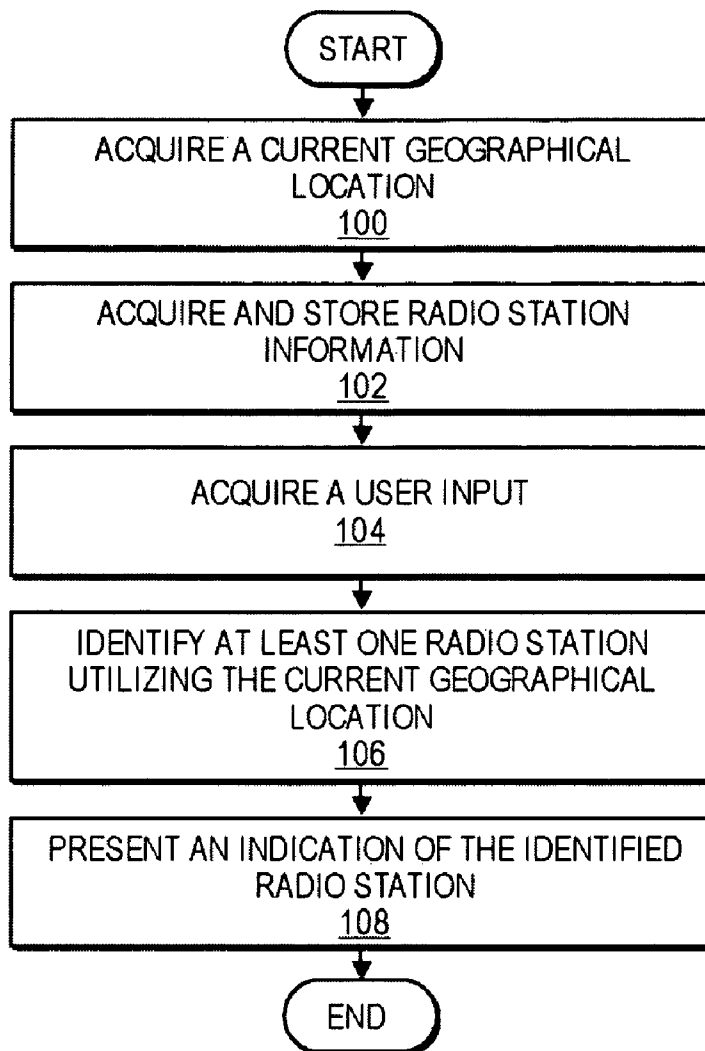 START
ACQUIRE A CURRENT GEOGRAPHICAL
LOCATION
100
ACQUIRE AND STORE RADIO STATION
INFORMATION
102
ACQUIRE A USER INPUT
104
IDENTIFY AT LEAST ONE RADIO STATION
UTILIZING THE CURRENT GEOGRAPHICAL
LOCATION
106
PRESENT AN INDICATION OF THE IDENTIFIED
RADIO STATION
108
END